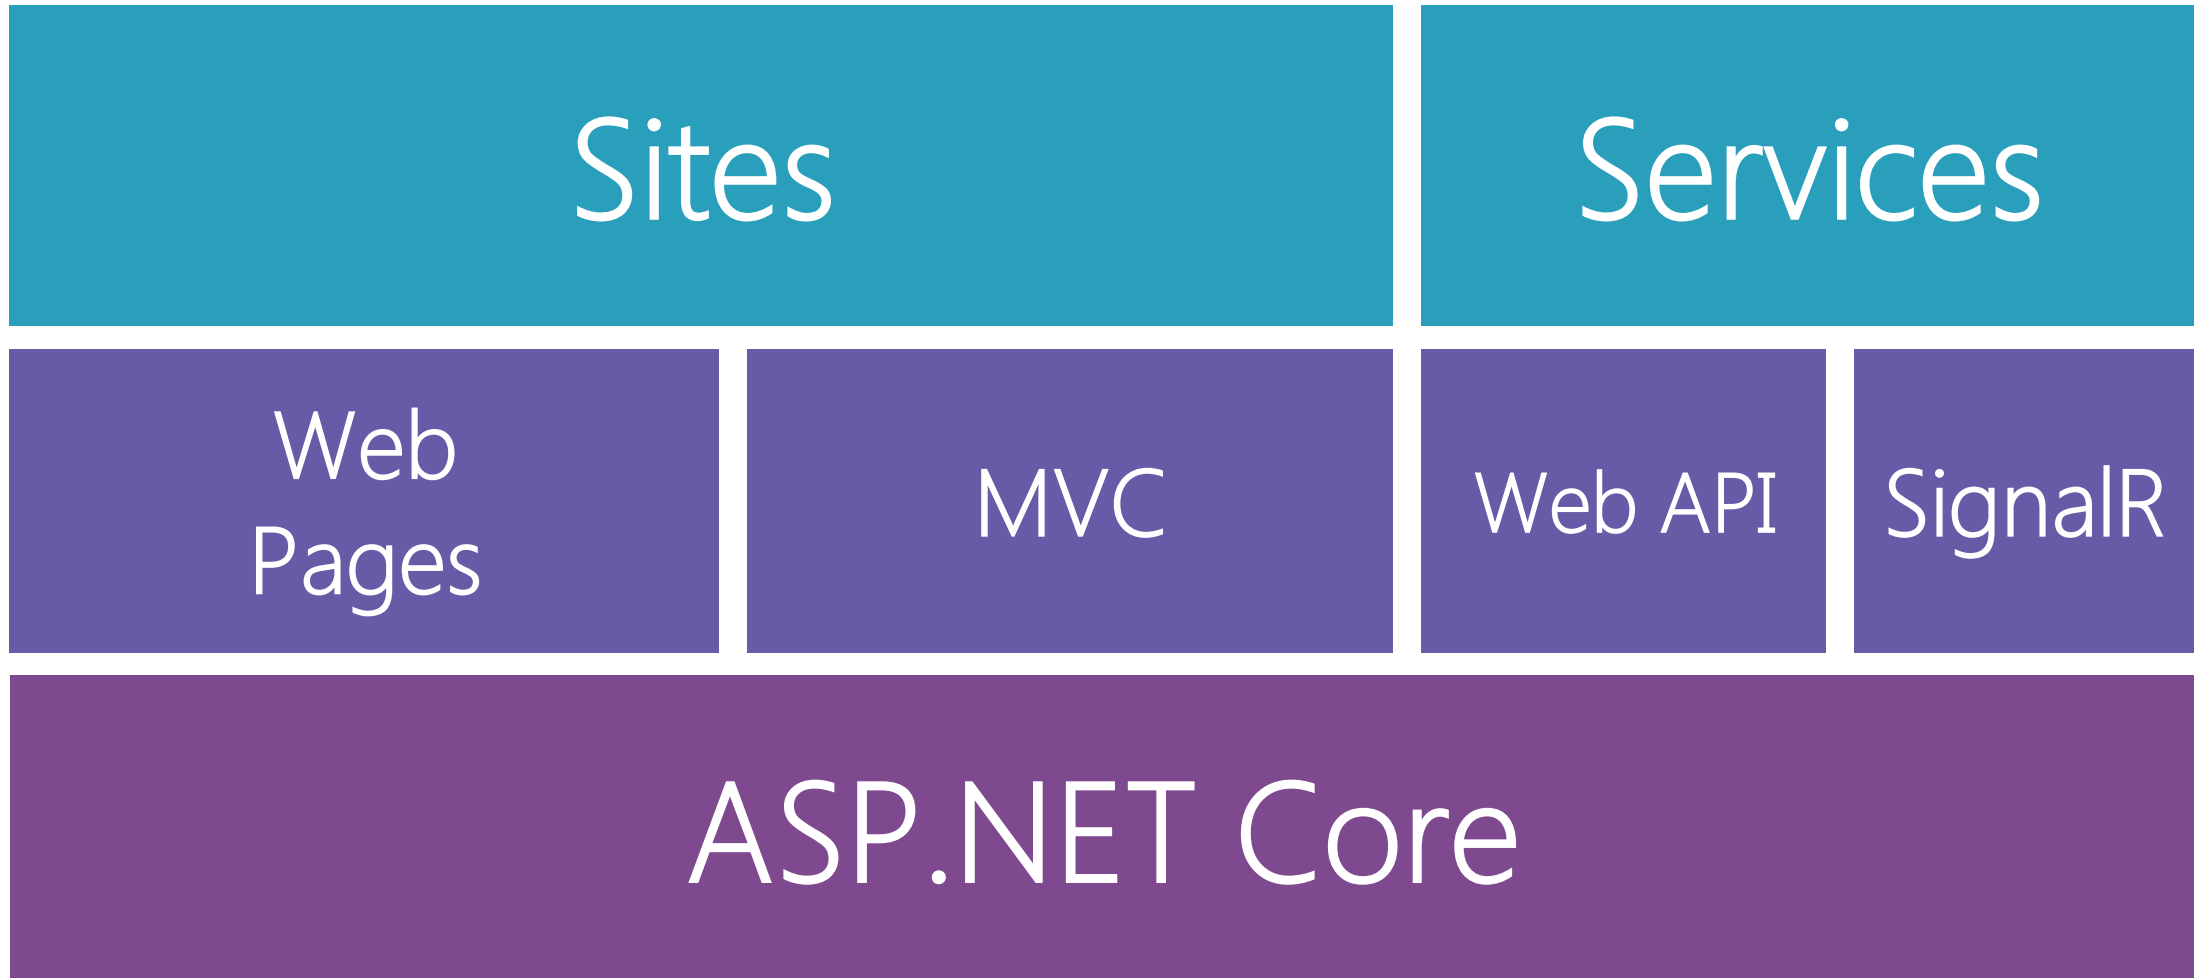 Sites
Services
Web
Pages
MVC
Web API
SignalR
ASP.NET Core